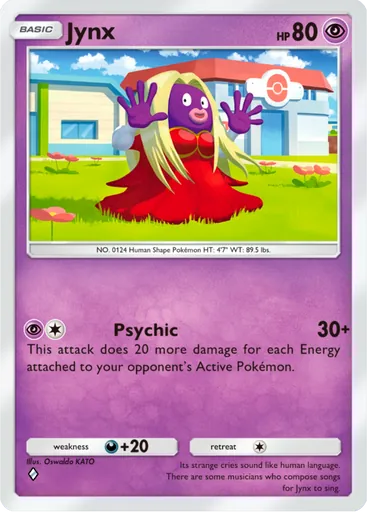 BASIC Jynx HP 80
NO. 0124 Human Shape Pokémon HT: 4'7" WT: 89.5 lbs.
Psychic 30+
This attack does 20 more damage for each Energy
attached to your opponent's Active Pokémon.
weakness +20 retreat
Illus. Oswaldo KATO
Its strange cries sound like human language.
There are some musicians who compose songs
for Jynx to sing.